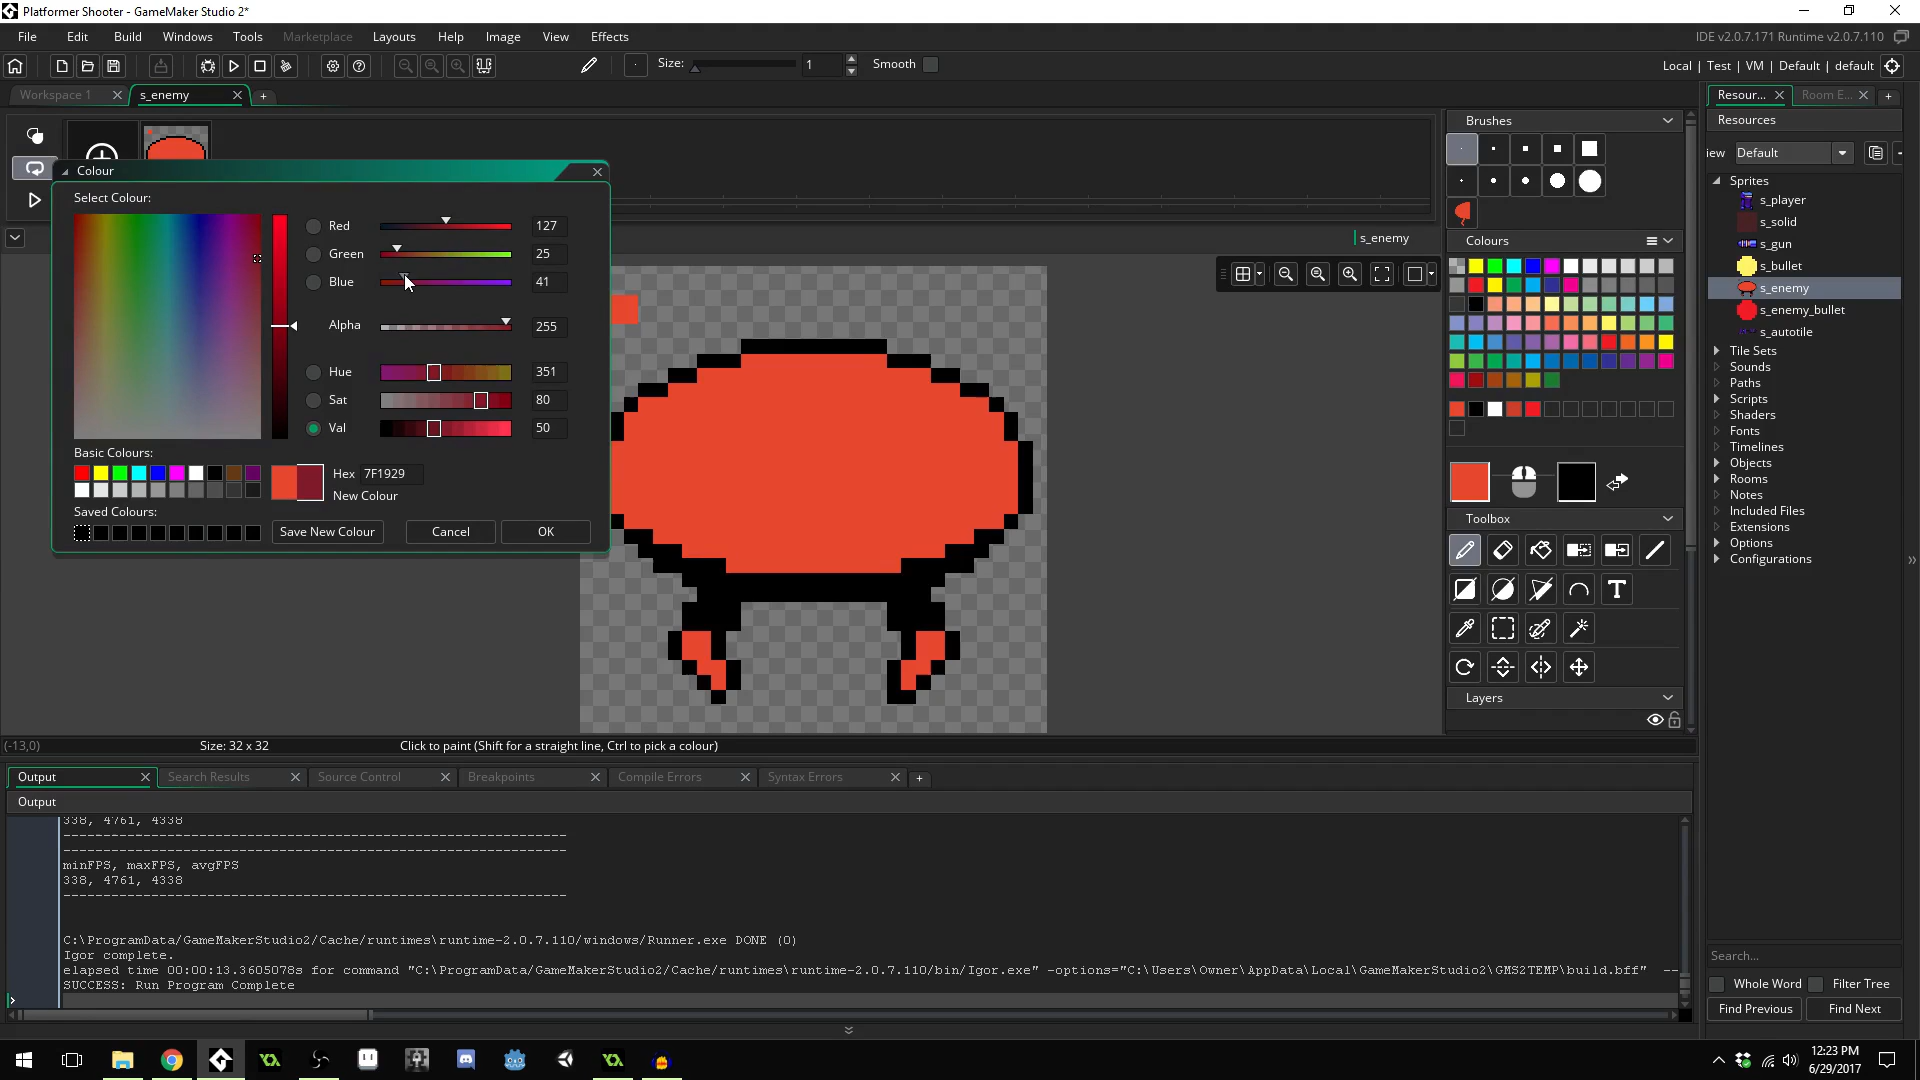 Platformer Shooter - GameMaker Studio 2*
File Edit Build Windows Tools Marketplace Layouts Help Image View Effects
IDE v2.0.7.171 Runtime v2.0.7.110
Size: 1 Smooth
Local | Test | VM | Default | default
Workspace 1 s_enemy
Resour... Room E...
Resources
iew Default
Brushes
Colour
Select Colour:
Red 127
Green 25
Blue 41
Alpha 255
Hue 351
Sat 80
Val 50
Basic Colours:
Hex 7F1929
New Colour
Saved Colours:
Save New Colour Cancel OK
s_enemy
Colours
Toolbox
T
Layers
Sprites
s_player
s_solid
s_gun
s_bullet
s_enemy
s_enemy_bullet
s_autotile
Tile Sets
Sounds
Paths
Scripts
Shaders
Fonts
Timelines
Objects
Rooms
Notes
Included Files
Extensions
Options
Configurations
(-13,0) Size: 32 x 32 Click to paint (Shift for a straight line, Ctrl to pick a colour)
Output Search Results Source Control Breakpoints Compile Errors Syntax Errors
Output
338, 4761, 4338
--------------------------------------------------------------
--------------------------------------------------------------
minFPS, maxFPS, avgFPS
338, 4761, 4338
--------------------------------------------------------------
C:\ProgramData/GameMakerStudio2/Cache/runtimes\runtime-2.0.7.110/windows/Runner.exe DONE (0)
Igor complete.
elapsed time 00:00:13.3605078s for command "C:\ProgramData/GameMakerStudio2/Cache/runtimes\runtime-2.0.7.110/bin/Igor.exe" -options="C:\Users\Owner\AppData\Local\GameMakerStudio2\GMS2TEMP\build.bff" --
SUCCESS: Run Program Complete
Search...
Whole Word Filter Tree
Find Previous Find Next
12:23 PM
6/29/2017